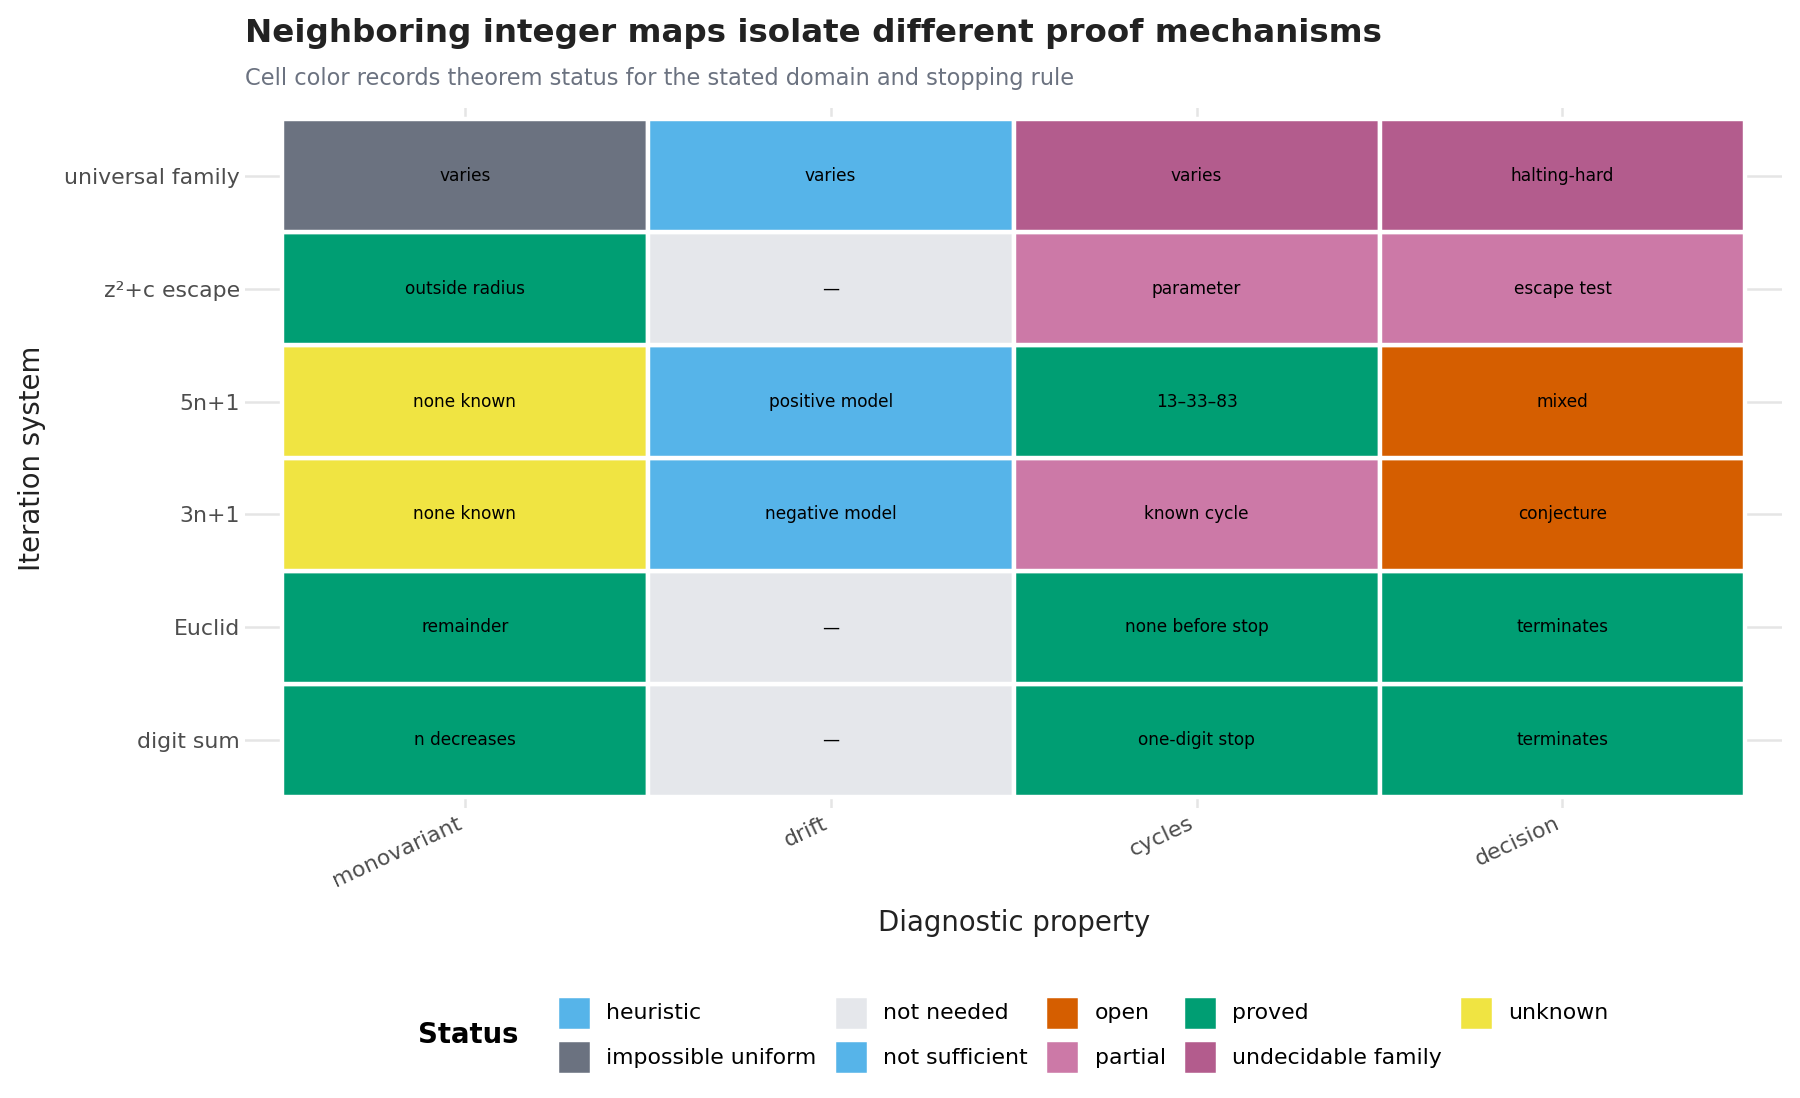 Neighboring integer maps isolate different proof mechanisms
Cell color records theorem status for the stated domain and stopping rule
Iteration system
universal family
varies
varies
varies
halting-hard
z²+c escape
outside radius
—
parameter
escape test
5n+1
none known
positive model
13–33–83
mixed
3n+1
none known
negative model
known cycle
conjecture
Euclid
remainder
—
none before stop
terminates
digit sum
n decreases
—
one-digit stop
terminates
monovariant
drift
cycles
decision
Diagnostic property
Status
heuristic
not needed
open
proved
unknown
impossible uniform
not sufficient
partial
undecidable family